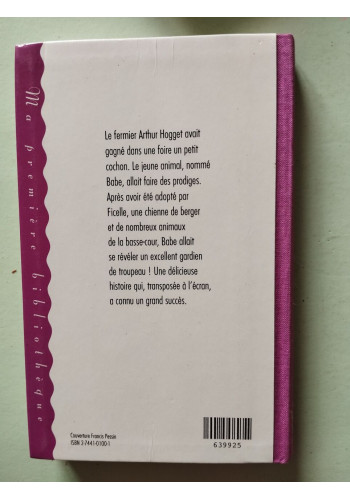 Ma première bibliothèque
Le fermier Arthur Hogget avait
gagné dans une foire un petit
cochon. Le jeune animal, nommé
Babe, allait faire des prodiges.
Après avoir été adopté par
Ficelle, une chienne de berger
et de nombreux animaux
de la basse-cour, Babe allait
se révéler un excellent gardien
de troupeau ! Une délicieuse
histoire qui, transposée à l'écran,
a connu un grand succès.
Couverture Francis Pessin
ISBN 2-7441-0100-1
639925